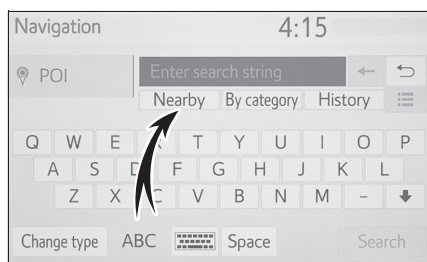 Navigation 4:15
POI Enter search string
Nearby By category History
Q W E T Y U I O P
A S D F G H J K L
Z X C V B N M –
Change type ABC Space Search